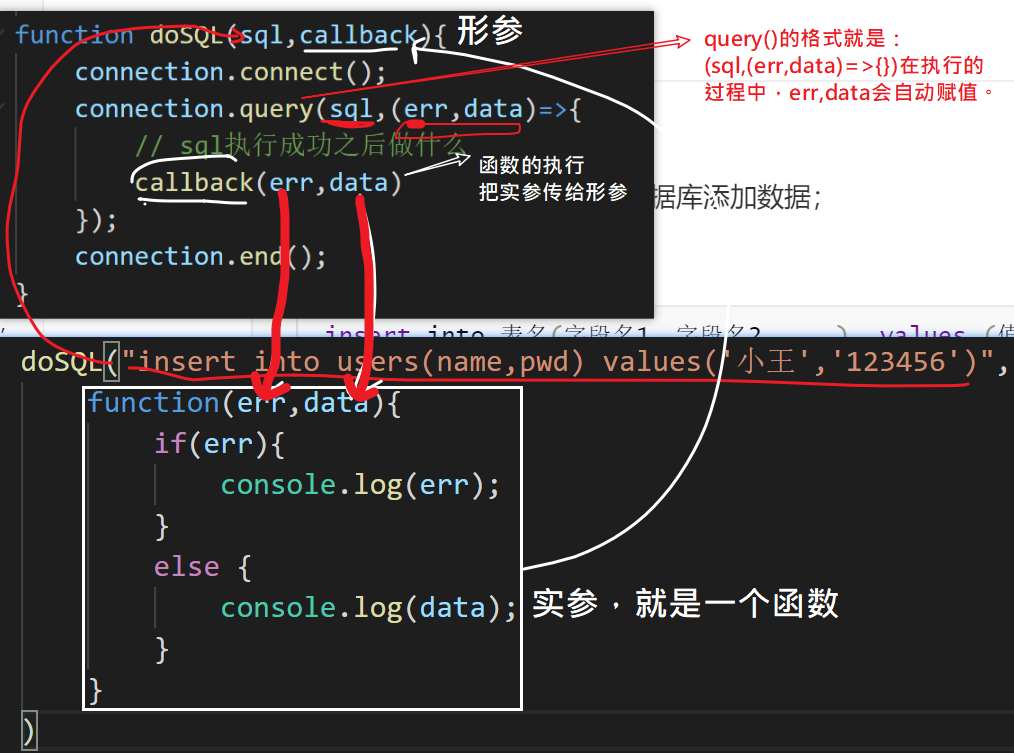 function doSQL(sql,callback){ 形参
connection.connect();
connection.query(sql,(err,data)=>{
// sql执行成功之后做什么
callback(err,data)
});
connection.end();
}
query()的格式就是：
(sql,(err,data)=>{})在执行的
过程中，err,data会自动赋值。
函数的执行
把实参传给形参
据库添加数据；
insert into 表名(字段名1，字段名2，
values (值
doSQL("insert into users(name,pwd) values('小王','123456')",
function(err,data){
if(err){
console.log(err);
}
else {
console.log(data);
}
}
)
实参，就是一个函数